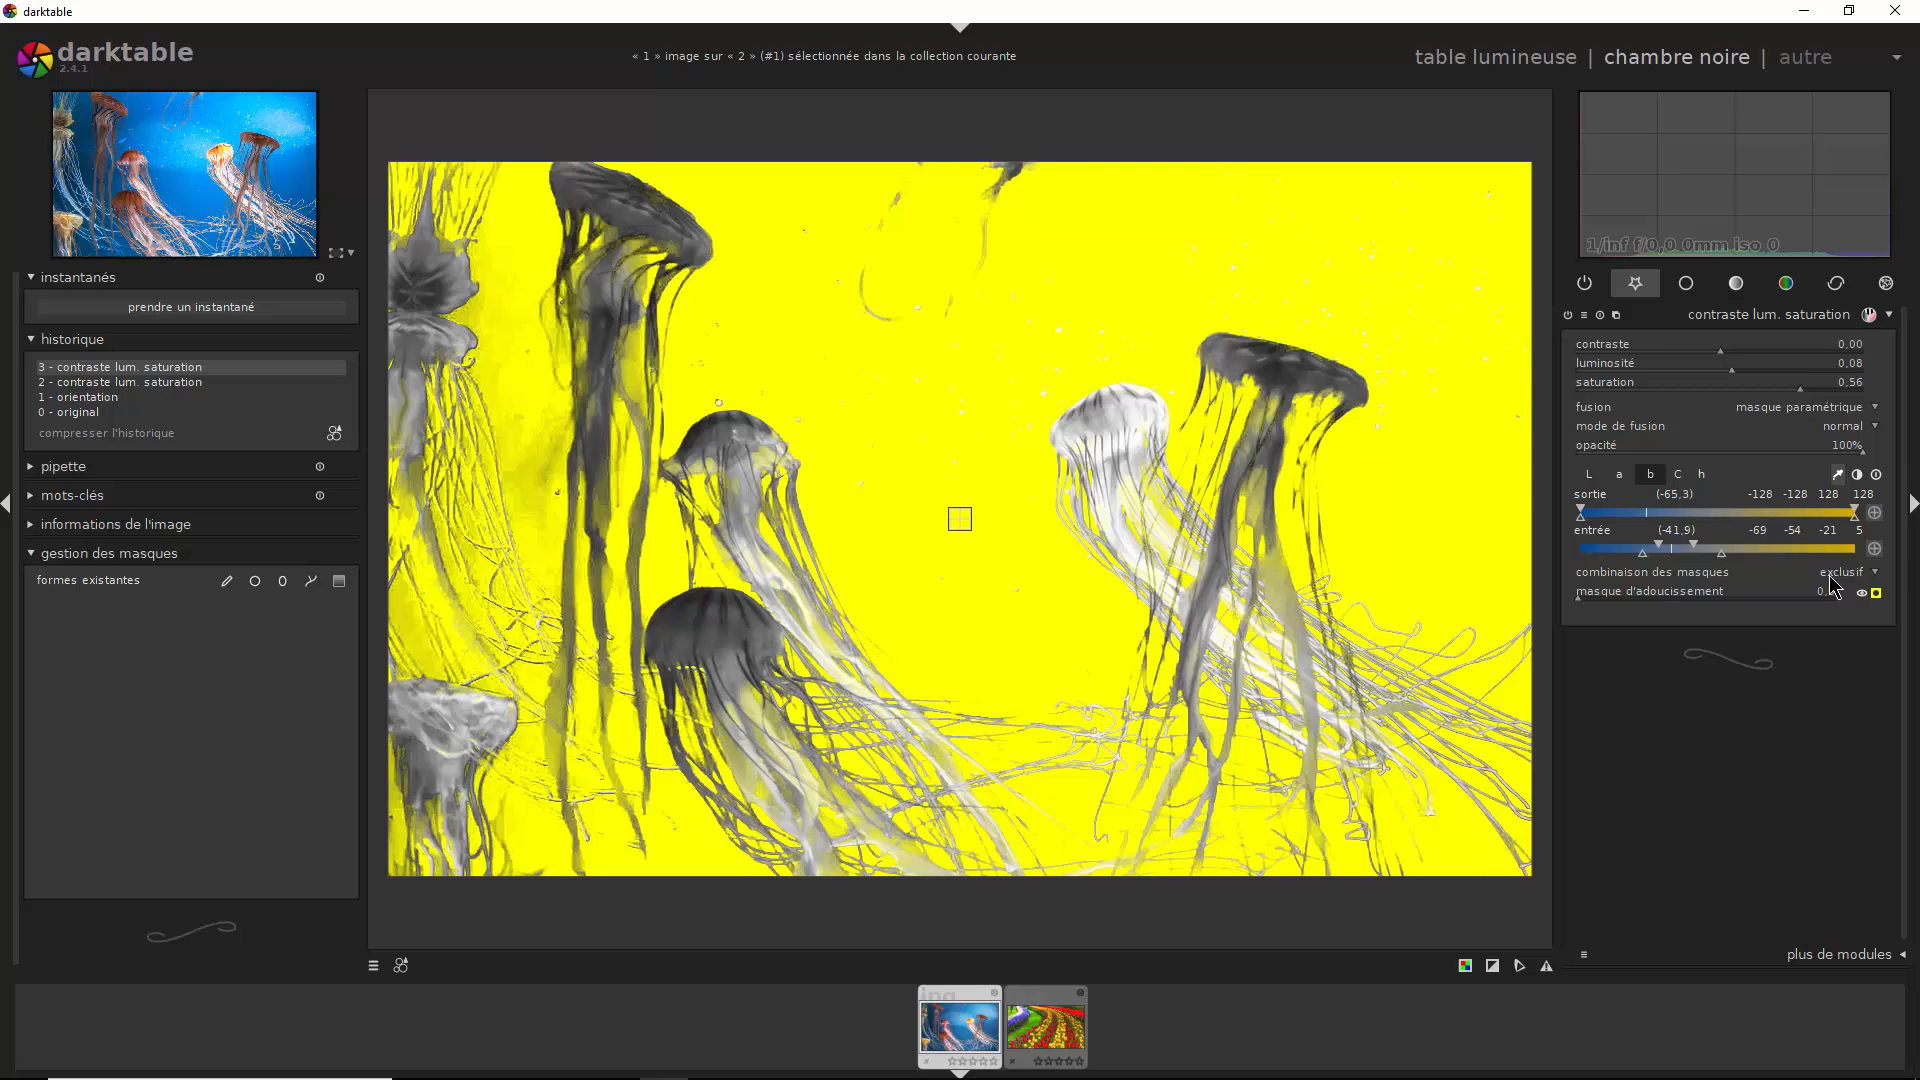 darktable
darktable
2.4.1
« 1 » image sur « 2 » (#1) sélectionnée dans la collection courante
table lumineuse | chambre noire | autre
instantanés
prendre un instantané
historique
3 - contraste lum. saturation
2 - contraste lum. saturation
1 - orientation
0 - original
compresser l'historique
pipette
mots-clés
informations de l'image
gestion des masques
formes existantes
1/inf f/0,0 0mm iso 0
contraste lum. saturation
contraste 0,00
luminosité 0,08
saturation 0,56
fusion masque paramétrique
mode de fusion normal
opacité 100%
L a b C h
sortie (-65,3) -128 -128 128 128
entrée (-41,9) -69 -54 -21 5
combinaison des masques exclusif
masque d'adoucissement
plus de modules
jpg